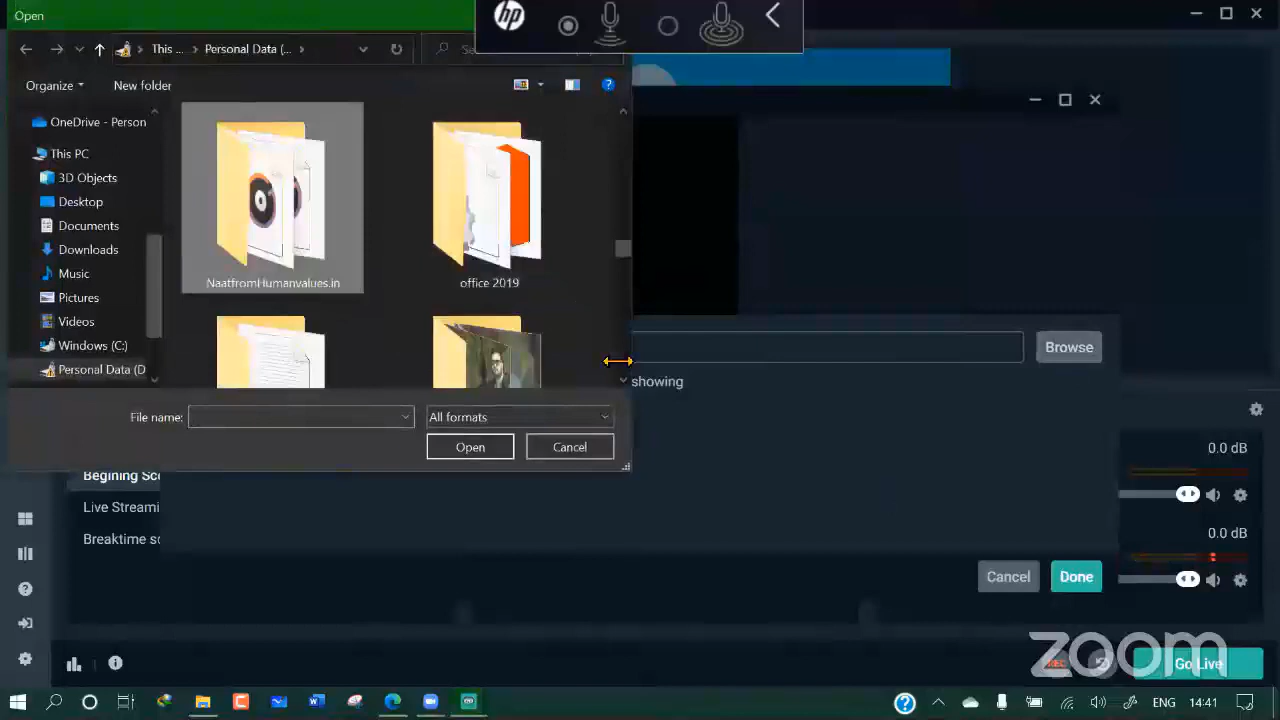 Open
hp
This ...
Personal Data (...
Organize
New folder
OneDrive - Person
This PC
3D Objects
Desktop
Documents
Downloads
Music
Pictures
Videos
Windows (C:)
Personal Data (D
NaatfromHumanvalues.in
office 2019
File name:
All formats
Open
Cancel
Browse
showing
0.0 dB
Live Streami
Breaktime sc
0.0 dB
Cancel
Done
REC
Go Live
zoom
ENG
14:41